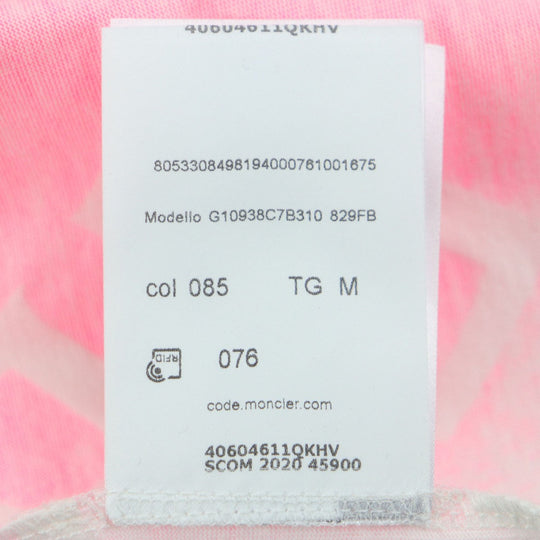 40604611QKHV
8053308498194000761001675
Modello G10938C7B310 829FB
col 085 TG M
RFID 076
code.moncler.com
40604611QKHV
SCOM 2020 45900